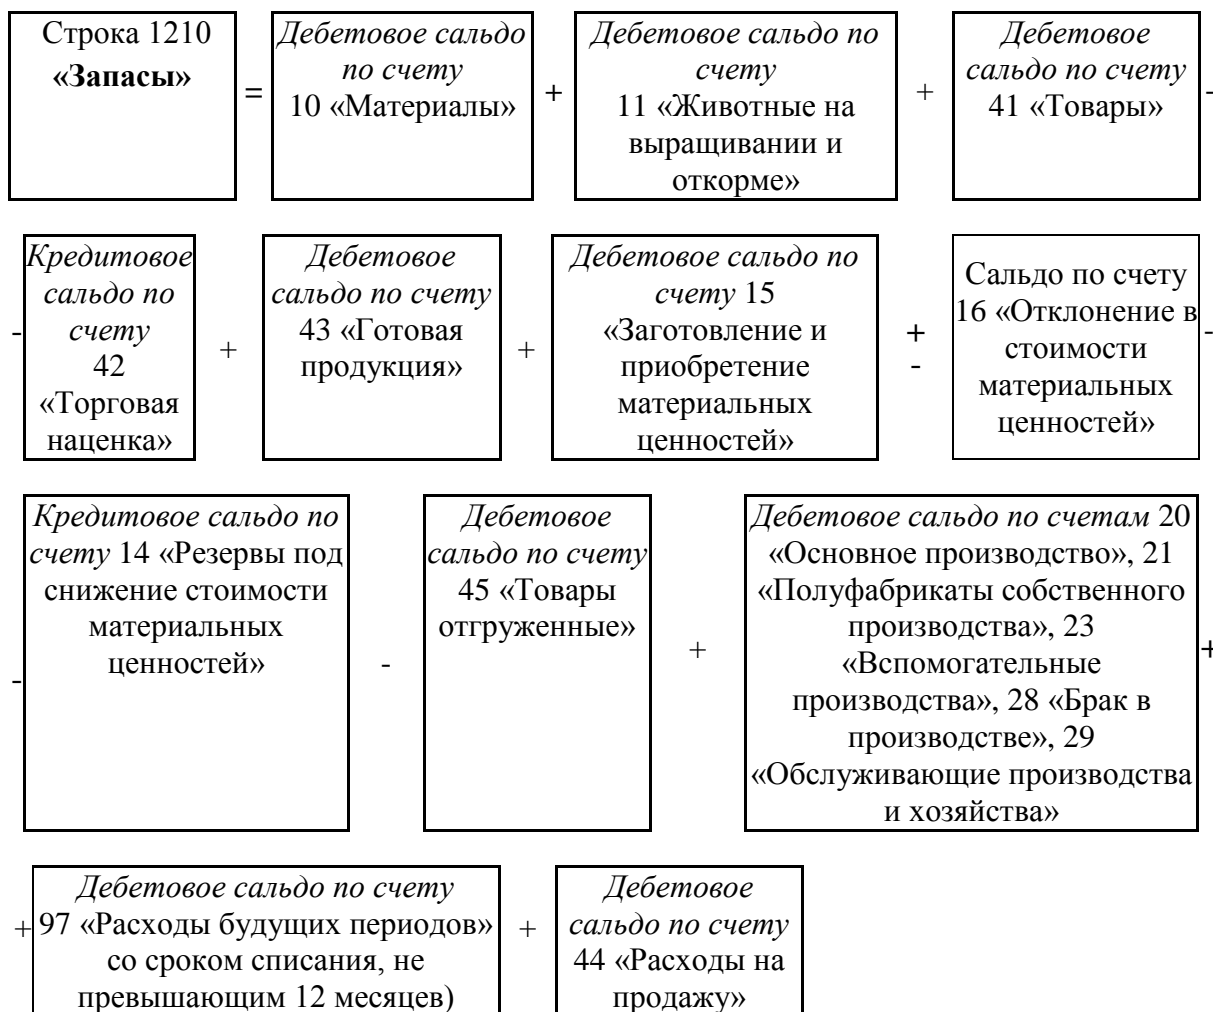 Строка 1210
«Запасы»
=
Дебетовое сальдо
по счету
10 «Материалы»
+
Дебетовое сальдо по
счету
11 «Животные на
выращивании и
откорме»
+
Дебетовое
сальдо по счету
41 «Товары»
-
-
Кредитовое
сальдо по
счету
42
«Торговая
наценка»
+
Дебетовое
сальдо по счету
43 «Готовая
продукция»
+
Дебетовое сальдо по
счету 15
«Заготовление и
приобретение
материальных
ценностей»
+
-
Сальдо по счету
16 «Отклонение в
стоимости
материальных
ценностей»
-
-
Кредитовое сальдо по
счету 14 «Резервы под
снижение стоимости
материальных
ценностей»
-
Дебетовое
сальдо по счету
45 «Товары
отгруженные»
+
Дебетовое сальдо по счетам 20
«Основное производство», 21
«Полуфабрикаты собственного
производства», 23
«Вспомогательные
производства», 28 «Брак в
производстве», 29
«Обслуживающие производства
и хозяйства»
+
+
Дебетовое сальдо по счету
97 «Расходы будущих периодов»
со сроком списания, не
превышающим 12 месяцев)
+
Дебетовое
сальдо по счету
44 «Расходы на
продажу»